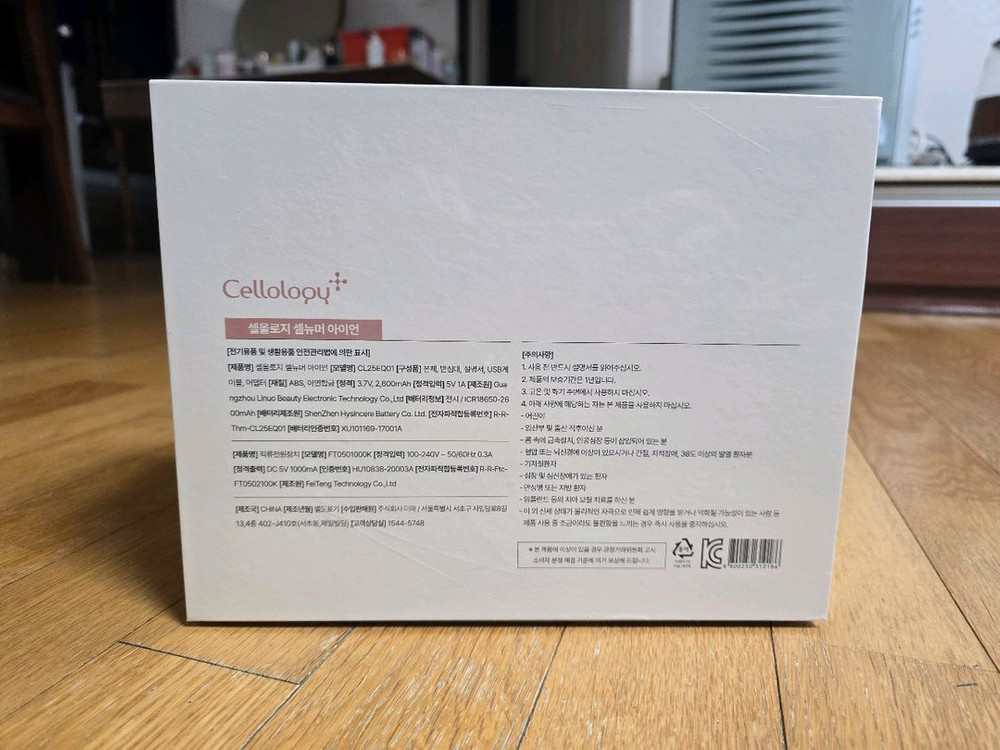 Cellology
셀올로지 셀뉴머 아이언
[전기용품 및 생활용품 안전관리법에 의한 표시]
[제품명] 셀올로지 셀뉴머 아이언 [모델명] CL25EQ01 [구성품] 본체, 받침대, 설명서, USB케
이블, 어댑터 [재질] ABS, 아연합금 [정격] 3.7V, 2,600mAh [정격입력] 5V 1A [제조원] Gua
ngzhou Linuo Beauty Electronic Technology Co.,Ltd [배터리정보] 전시 / ICR18650-26
00mAh [배터리제조원] ShenZhen Hysincere Battery Co. Ltd. [전자파적합등록번호] R-R-
Thm-CL25EQ01 [배터리인증번호] XU101169-17001A
[제품명] 직류전원장치 [모델명] FT0501000K [정격입력] 100-240V ~ 50/60Hz 0.3A
[정격출력] DC 5V 1000mA [인증번호] HU10838-20003A [전자파적합등록번호] R-R-Ftc-
FT0502100K [제조원] FeiTeng Technology Co.,Ltd
[제조국] CHINA [제조년월] 별도표기 [수입판매원] 주식회사 디마 / 서울특별시 서초구 사임당로8길
13,4층 402-J410호(서초동,제일빌딩) [고객상담실] 1544-5748
[주의사항]
1. 사용 전 반드시 설명서를 읽어주십시오.
2. 제품의 보증기간은 1년입니다.
3. 고온 및 화기 주변에서 사용하지 마십시오.
4. 아래 사항에 해당하는 자는 본 제품을 사용하지 마십시오.
- 어린이
- 임산부 및 출산 직후이신 분
- 몸 속에 금속장치, 인공심장 등이 삽입되어 있는 분
- 혈압 또는 뇌신경에 이상이 있으시거나 간질, 지적장애, 38도 이상의 발열 환자분
- 기저질환자
- 심장 및 심신장애가 있는 환자
- 안검병 또는 지방 환자
- 임플란트 등의 치아 보철 치료를 하신 분
- 이 외 신체 상태가 물리적인 자극으로 인해 쉽게 영향을 받거나 악화될 가능성이 있는 사람 등
제품 사용 중 조금이라도 불편함을 느끼는 경우 즉시 사용을 중지하십시오.
※ 본 제품에 이상이 있을 경우 공정거래위원회 고시
소비자 분쟁 해결 기준에 의거 보상해 드립니다.
종이